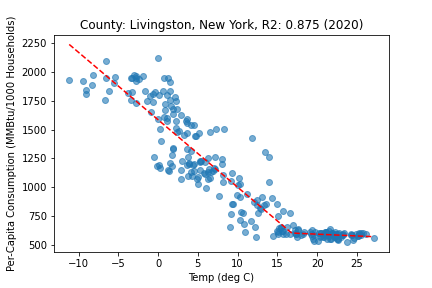 County: Livingston, New York, R2: 0.875 (2020)
Per-Capita Consumption (MMBtu/1000 Households)
2250
2000
1750
1500
1250
1000
750
500
−10 −5 0 5 10 15 20 25
Temp (deg C)